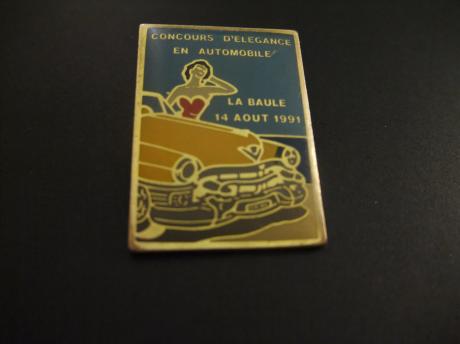 CONCOURS D'ELEGANCE
EN AUTOMOBILE
LA BAULE
14 AOUT 1991